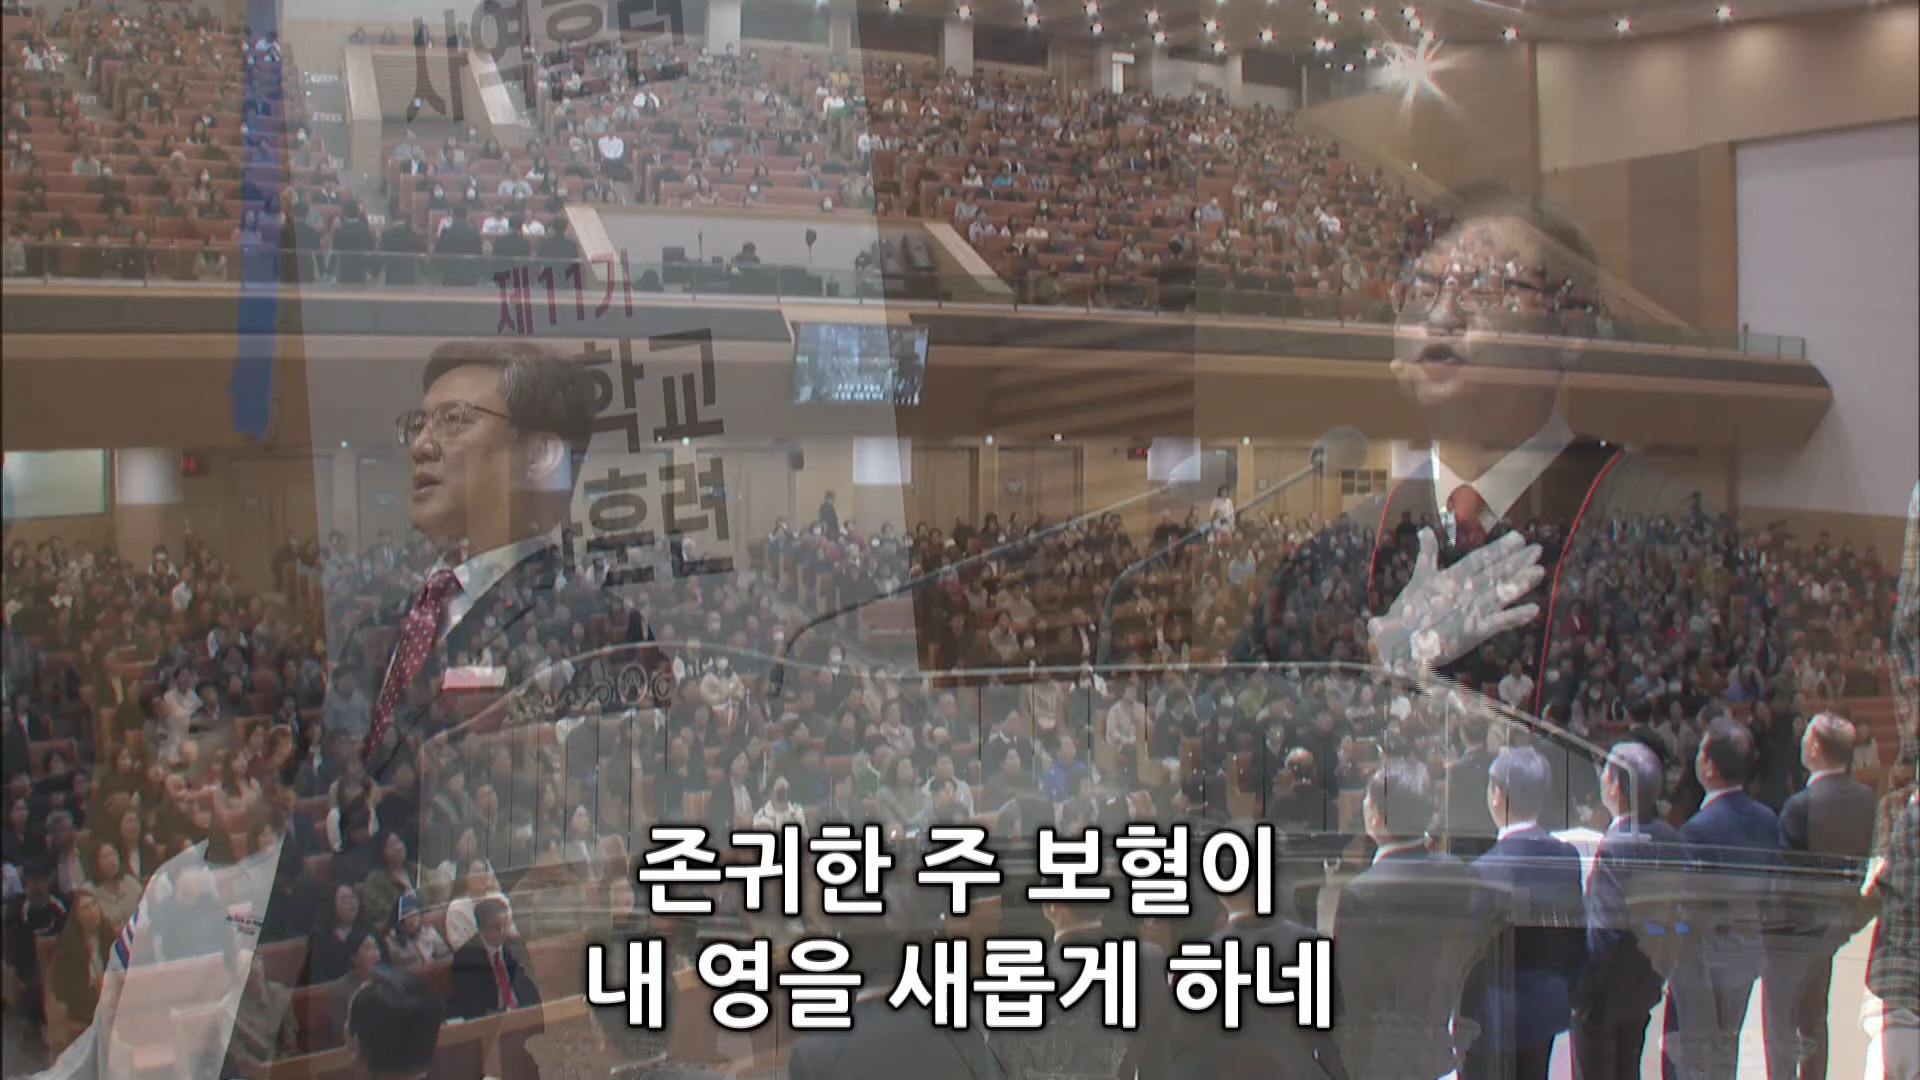 사역훈련
제11기
학교
훈련
존귀한 주 보혈이
내 영을 새롭게 하네